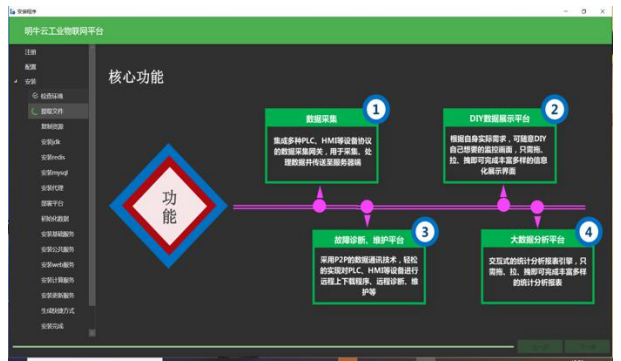 安装程序
明牛云工业物联网平台
注册
配置
安装
检查环境
提取文件
复制资源
安装jdk
安装redis
安装mysql
安装代理
部署平台
初始化数据
安装基础服务
安装公共服务
安装web服务
安装计算服务
安装更新服务
生成快捷方式
安装完成
核心功能
功
能
1
数据采集
集成多种PLC、HMI等设备协议
的数据采集网关，用于采集、处
理数据并传送至服务器端
2
DIY数据展示平台
根据自身实际需求，可随意DIY
自己想要的监控画面，只需拖、
拉、拽即可完成丰富多样的信息
化展示界面
3
故障诊断、维护平台
采用P2P的数据通讯技术，轻松
的实现对PLC、HMI等设备进行
远程上下载程序、远程诊断、维
护等
4
大数据分析平台
交互式的统计分析报表引擎，只
需拖、拉、拽即可完成丰富多样
的统计分析报表